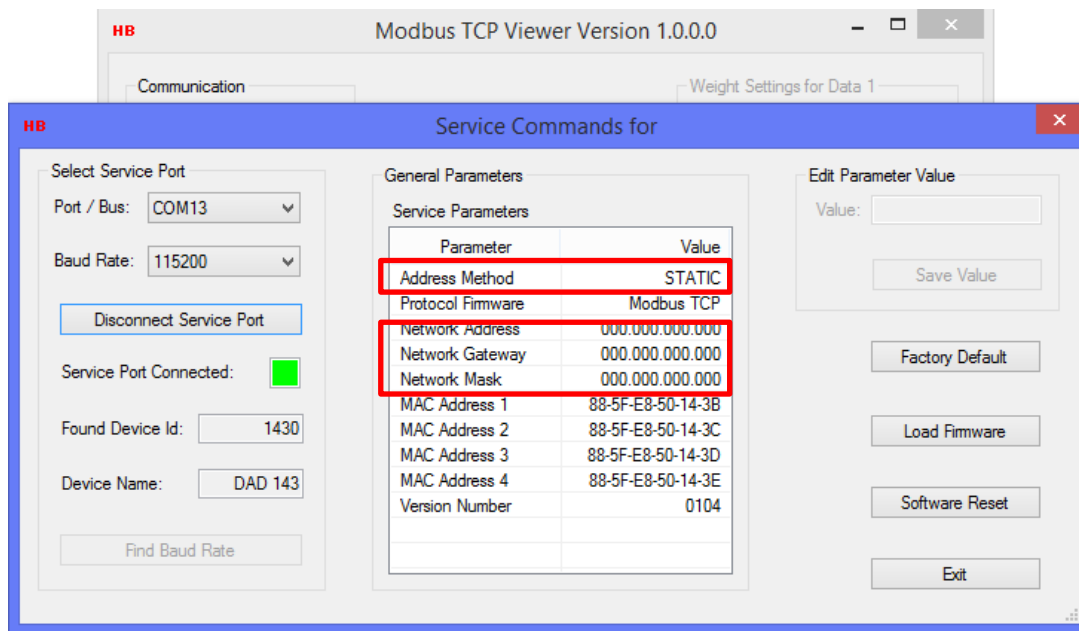 HB Modbus TCP Viewer Version 1.0.0.0
Communication
Weight Settings for Data 1
HB Service Commands for
Select Service Port
Port / Bus: COM13
Baud Rate: 115200
Disconnect Service Port
Service Port Connected:
Found Device Id: 1430
Device Name: DAD 143
Find Baud Rate
General Parameters
Service Parameters
Parameter Value
Address Method STATIC
Protocol Firmware Modbus TCP
Network Address 000.000.000.000
Network Gateway 000.000.000.000
Network Mask 000.000.000.000
MAC Address 1 88-5F-E8-50-14-3B
MAC Address 2 88-5F-E8-50-14-3C
MAC Address 3 88-5F-E8-50-14-3D
MAC Address 4 88-5F-E8-50-14-3E
Version Number 0104
Edit Parameter Value
Value:
Save Value
Factory Default
Load Firmware
Software Reset
Exit